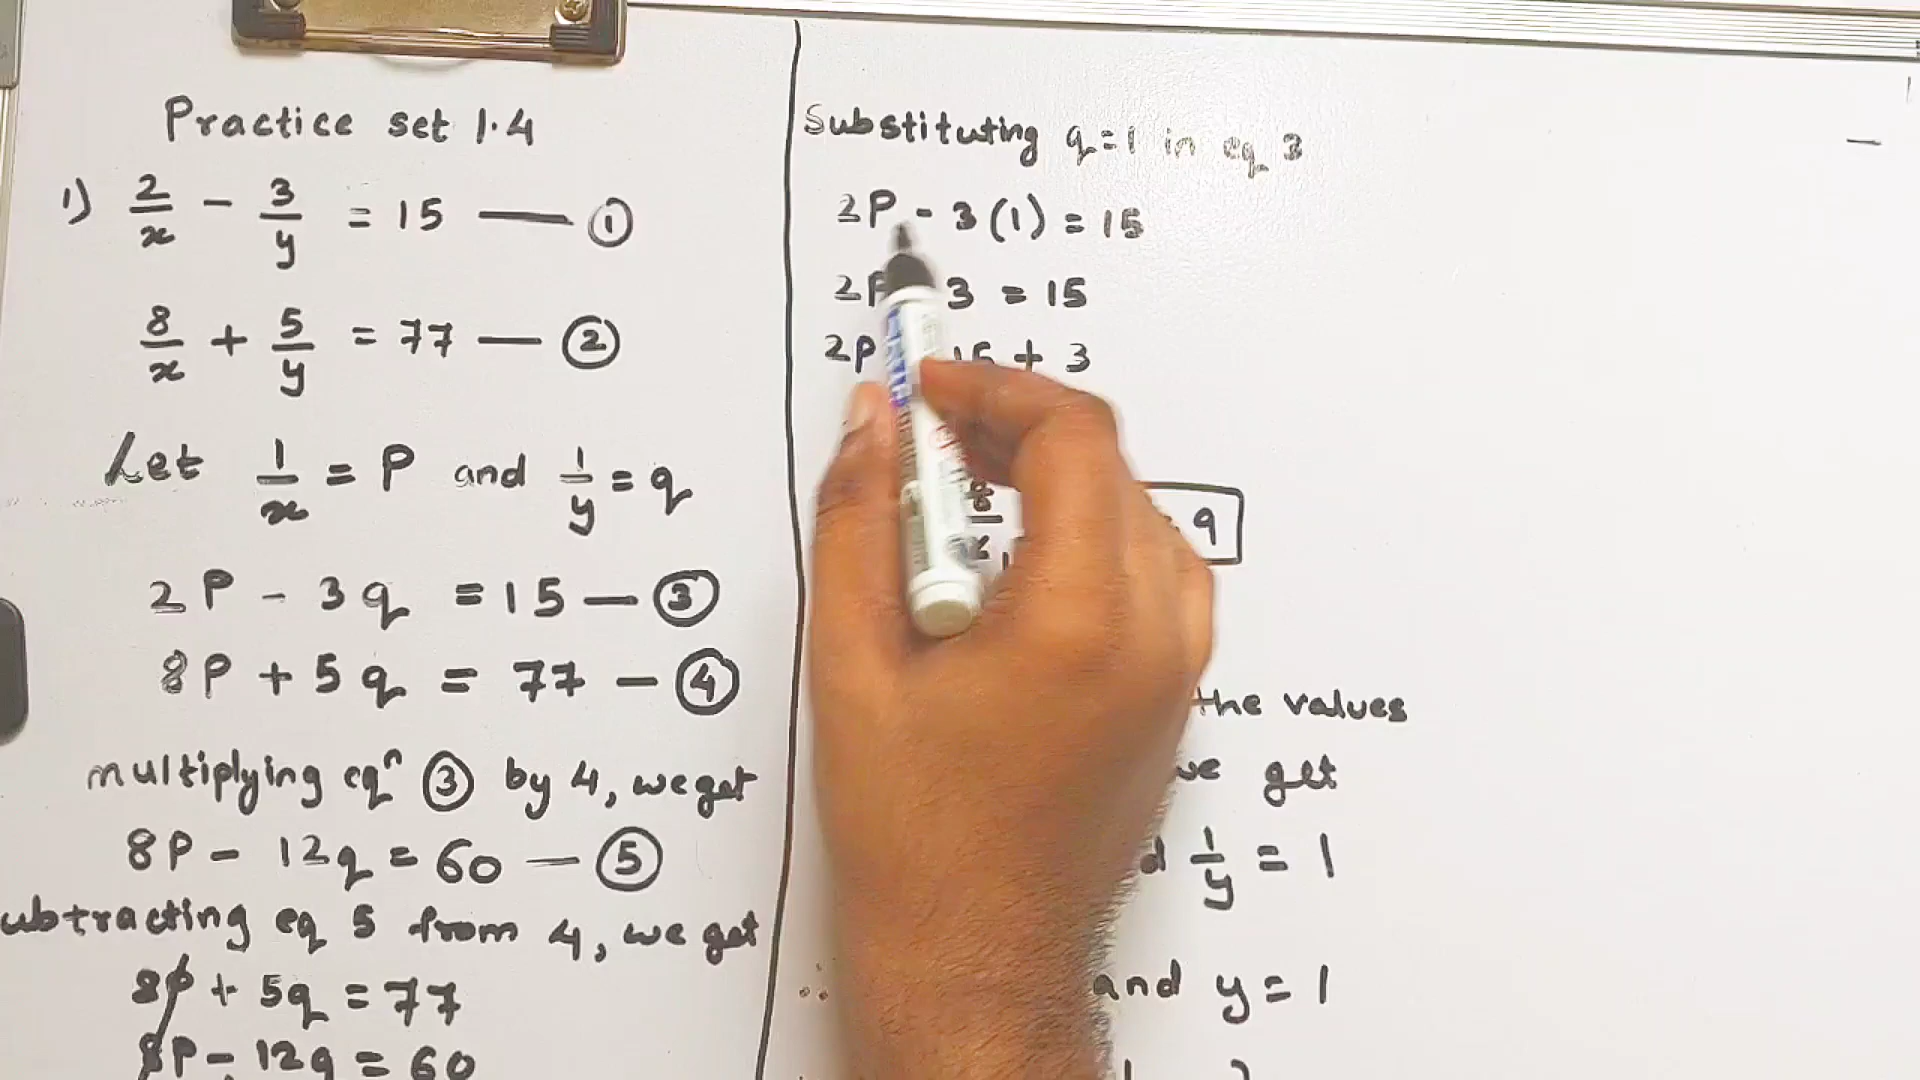 Practice set 1.4
1) 2/x - 3/y = 15 — ①
8/x + 5/y = 77 — ②
Let 1/x = P and 1/y = q
2P - 3q = 15 — ③
8P + 5q = 77 — ④
multiplying eqⁿ ③ by 4, we get
8P - 12q = 60 — ⑤
ubtracting eq 5 from 4, we get
8P + 5q = 77
8P - 12q = 60
Substituting q=1 in eq 3
2P - 3(1) = 15
2P 3 = 15
2P 15 + 3
9
the values
we get
1/y = 1
and y = 1